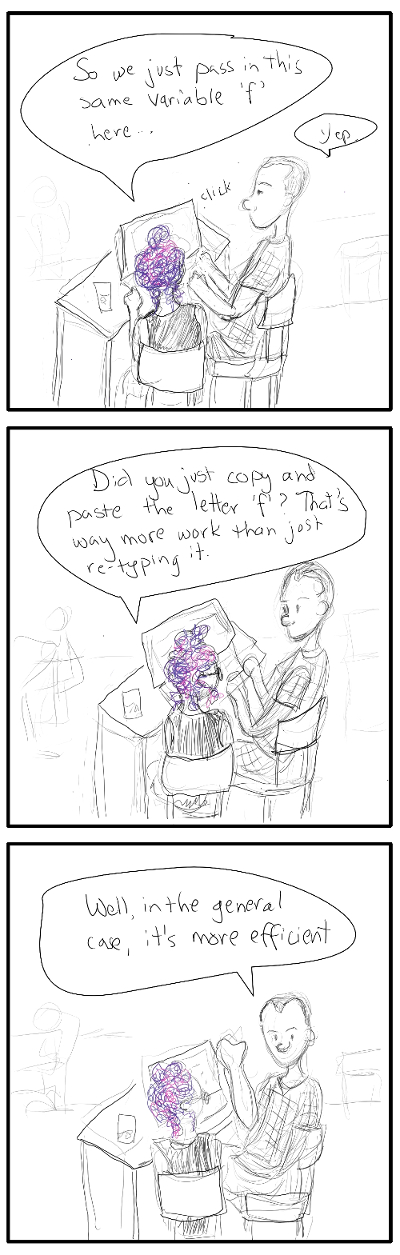 So we just pass in this
same variable 'f'
here...
Yep
click
Did you just copy and
paste the letter 'f'? That's
way more work than just
re-typing it.
Well, in the general
case, it's more efficient